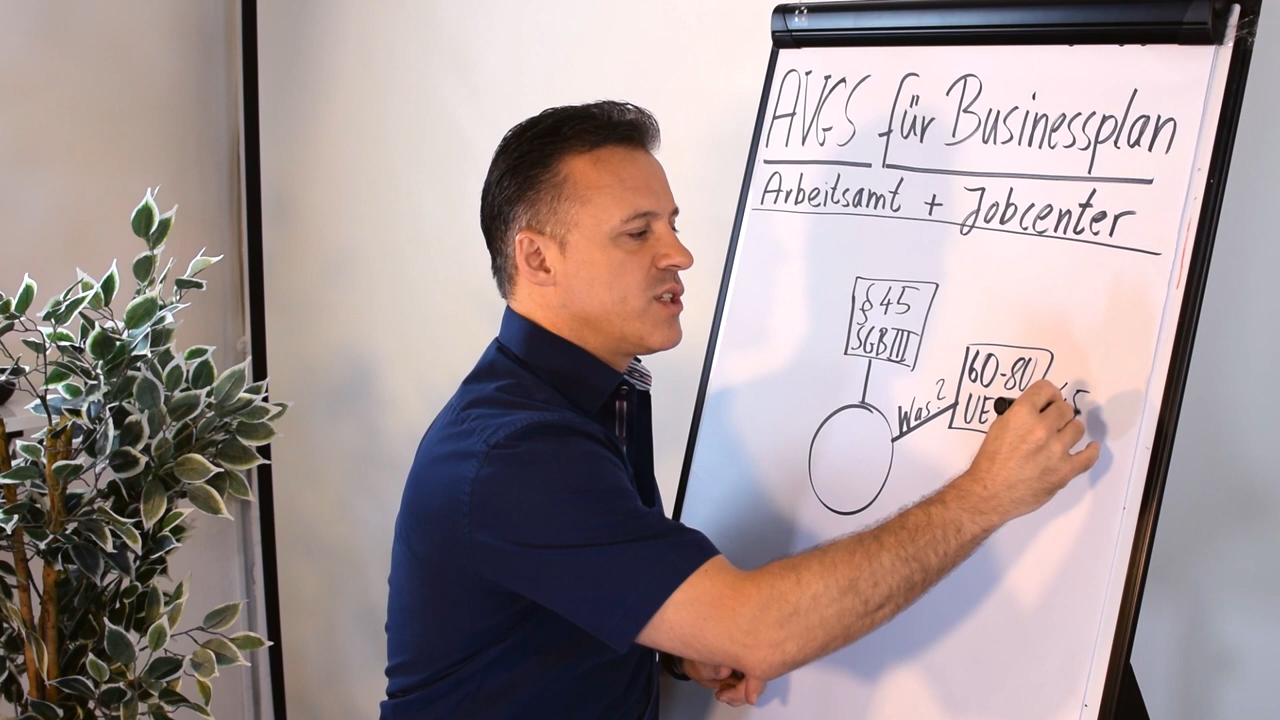 AVGS für Businessplan
Arbeitsamt + Jobcenter
§45
SGB III
Was?
60-80
UE